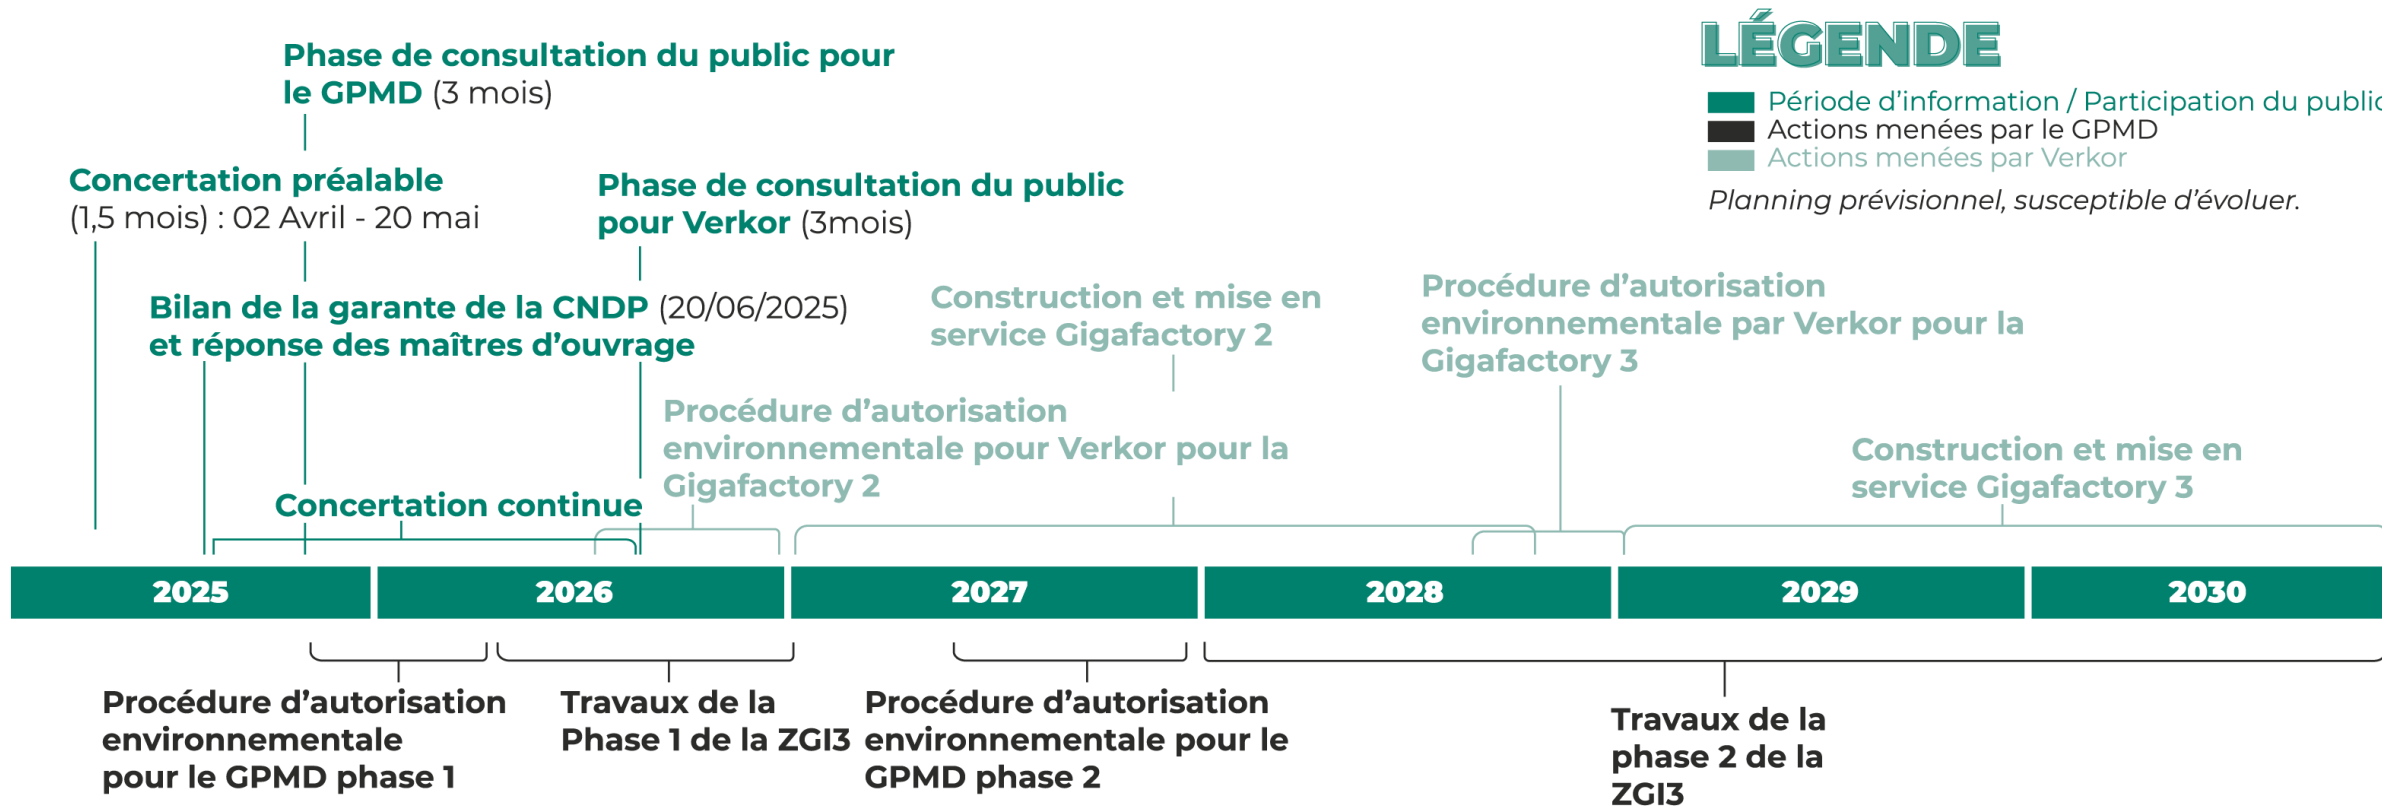 LÉGENDE
Période d'information / Participation du public
Actions menées par le GPMD
Actions menées par Verkor
Planning prévisionnel, susceptible d'évoluer.
Phase de consultation du public pour
le GPMD (3 mois)
Concertation préalable
(1,5 mois) : 02 Avril - 20 mai
Phase de consultation du public
pour Verkor (3mois)
Bilan de la garante de la CNDP (20/06/2025)
et réponse des maîtres d'ouvrage
Construction et mise en
service Gigafactory 2
Procédure d'autorisation
environnementale par Verkor pour la
Gigafactory 3
Procédure d'autorisation
environnementale pour Verkor pour la
Gigafactory 2
Construction et mise en
service Gigafactory 3
Concertation continue
2025
2026
2027
2028
2029
2030
Procédure d'autorisation
environnementale
pour le GPMD phase 1
Travaux de la
Phase 1 de la ZGI3
Procédure d'autorisation
environnementale pour le
GPMD phase 2
Travaux de la
phase 2 de la
ZGI3